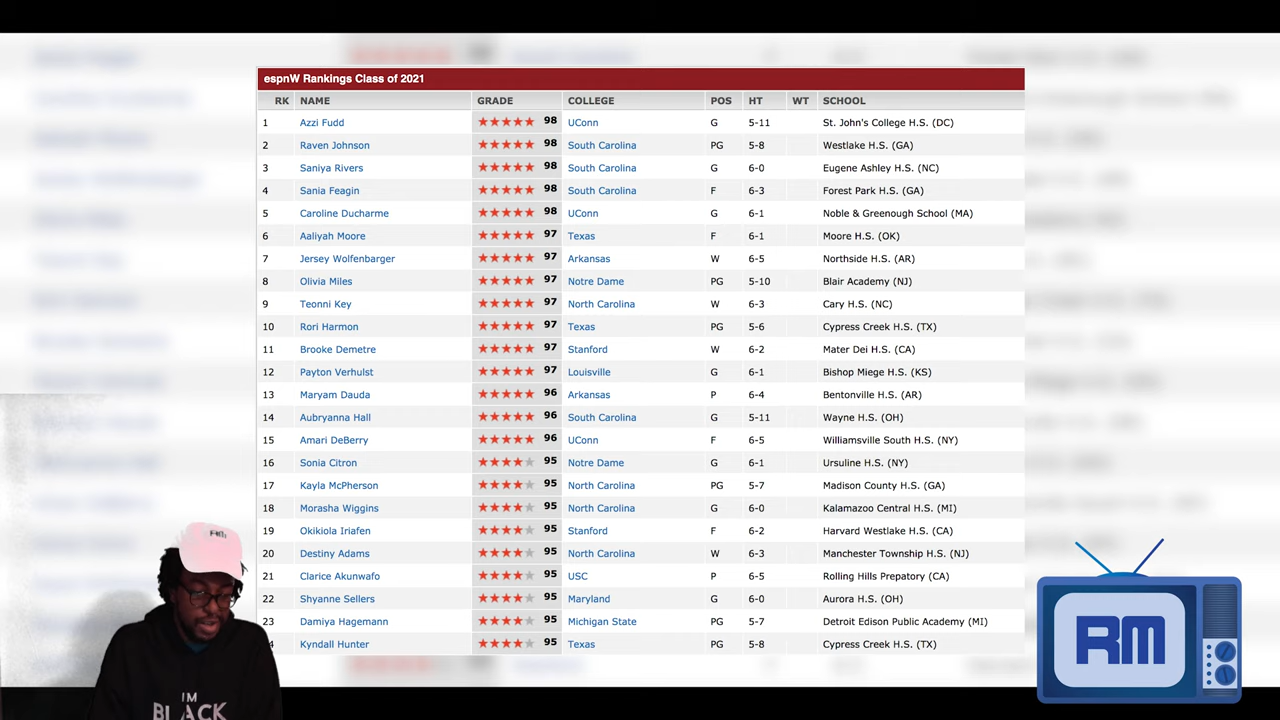 espnW Rankings Class of 2021
RK NAME GRADE COLLEGE POS HT WT SCHOOL
1 Azzi Fudd 98 UConn G 5-11 St. John's College H.S. (DC)
2 Raven Johnson 98 South Carolina PG 5-8 Westlake H.S. (GA)
3 Saniya Rivers 98 South Carolina G 6-0 Eugene Ashley H.S. (NC)
4 Sania Feagin 98 South Carolina F 6-3 Forest Park H.S. (GA)
5 Caroline Ducharme 98 UConn G 6-1 Noble & Greenough School (MA)
6 Aaliyah Moore 97 Texas F 6-1 Moore H.S. (OK)
7 Jersey Wolfenbarger 97 Arkansas W 6-5 Northside H.S. (AR)
8 Olivia Miles 97 Notre Dame PG 5-10 Blair Academy (NJ)
9 Teonni Key 97 North Carolina W 6-3 Cary H.S. (NC)
10 Rori Harmon 97 Texas PG 5-6 Cypress Creek H.S. (TX)
11 Brooke Demetre 97 Stanford W 6-2 Mater Dei H.S. (CA)
12 Payton Verhulst 97 Louisville G 6-1 Bishop Miege H.S. (KS)
13 Maryam Dauda 96 Arkansas P 6-4 Bentonville H.S. (AR)
14 Aubryanna Hall 96 South Carolina G 5-11 Wayne H.S. (OH)
15 Amari DeBerry 96 UConn F 6-5 Williamsville South H.S. (NY)
16 Sonia Citron 95 Notre Dame G 6-1 Ursuline H.S. (NY)
17 Kayla McPherson 95 North Carolina PG 5-7 Madison County H.S. (GA)
18 Morasha Wiggins 95 North Carolina G 6-0 Kalamazoo Central H.S. (MI)
19 Okikiola Iriafen 95 Stanford F 6-2 Harvard Westlake H.S. (CA)
20 Destiny Adams 95 North Carolina W 6-3 Manchester Township H.S. (NJ)
21 Clarice Akunwafo 95 USC P 6-5 Rolling Hills Prepatory (CA)
22 Shyanne Sellers 95 Maryland G 6-0 Aurora H.S. (OH)
23 Damiya Hagemann 95 Michigan State PG 5-7 Detroit Edison Public Academy (MI)
4 Kyndall Hunter 95 Texas PG 5-8 Cypress Creek H.S. (TX)
RM
RM
I'M
BLACK